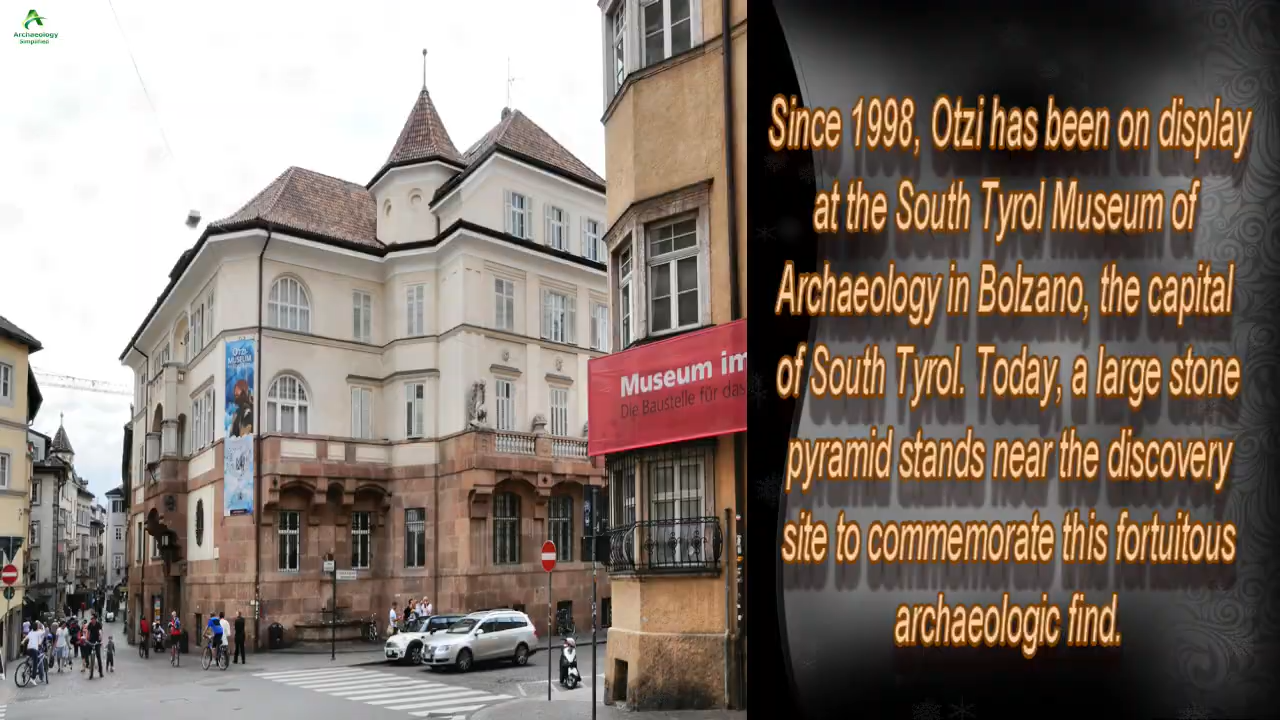 Archaeology
Simplified
Since 1998, Otzi has been on display
at the South Tyrol Museum of
Archaeology in Bolzano, the capital
of South Tyrol. Today, a large stone
pyramid stands near the discovery
site to commemorate this fortuitous
archaeologic find.
ÖTZI
MUSEUM
Museum im
Die Baustelle für das